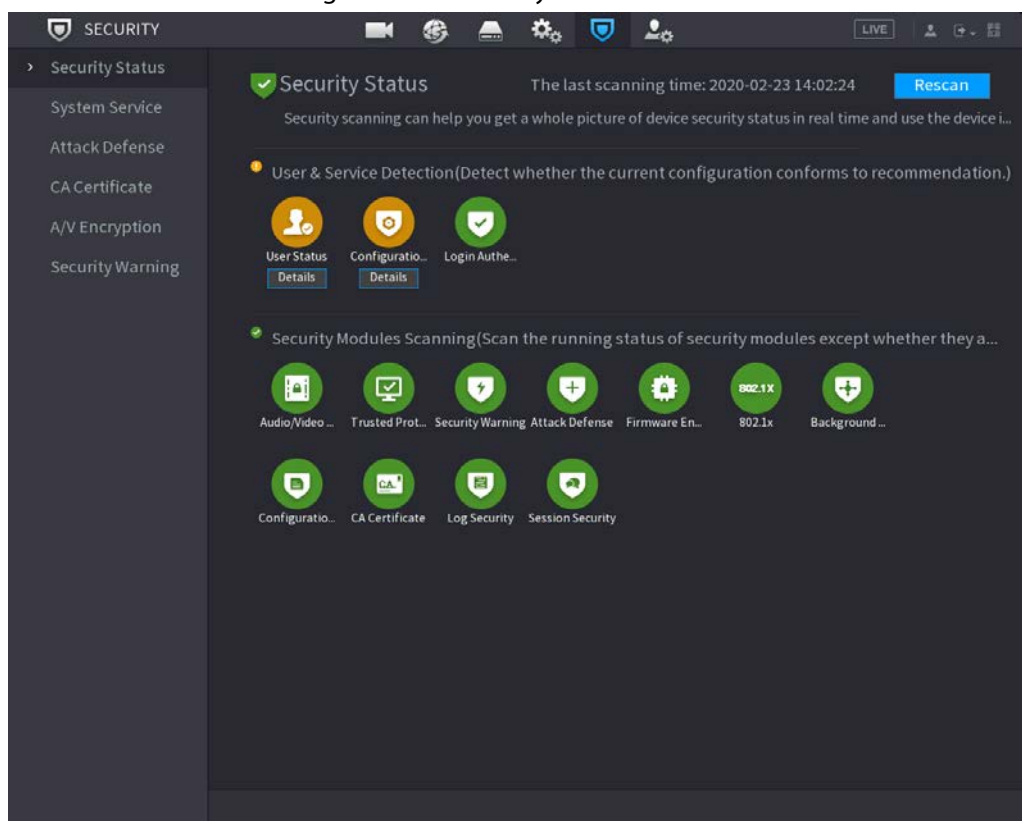 SECURITY
LIVE
Security Status
System Service
Attack Defense
CA Certificate
A/V Encryption
Security Warning
Security Status
The last scanning time: 2020-02-23 14:02:24
Rescan
Security scanning can help you get a whole picture of device security status in real time and use the device i...
User & Service Detection(Detect whether the current configuration conforms to recommendation.)
User Status
Configuratio...
Login Authe...
Details
Details
Security Modules Scanning(Scan the running status of security modules except whether they a...
802.1X
Audio/Video ...
Trusted Prot...
Security Warning
Attack Defense
Firmware En...
802.1x
Background ...
CA
Configuratio...
CA Certificate
Log Security
Session Security